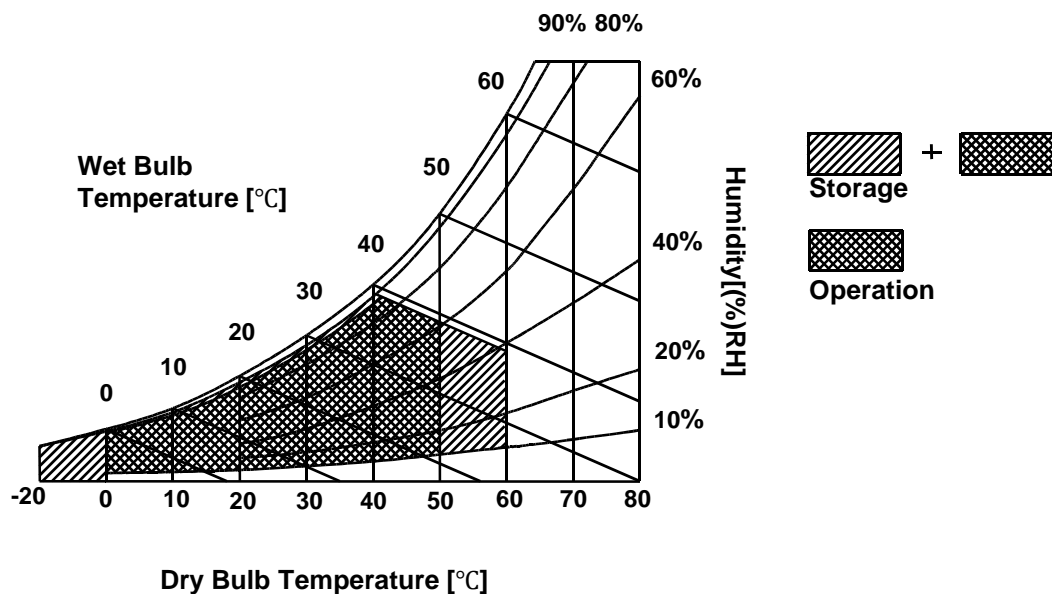 90% 80%
60
60%
50
Wet Bulb
Temperature [℃]
Storage
+
40
40%
Humidity[(%)RH]
30
Operation
20
20%
10
0
10%
-20 0 10 20 30 40 50 60 70 80
Dry Bulb Temperature [℃]